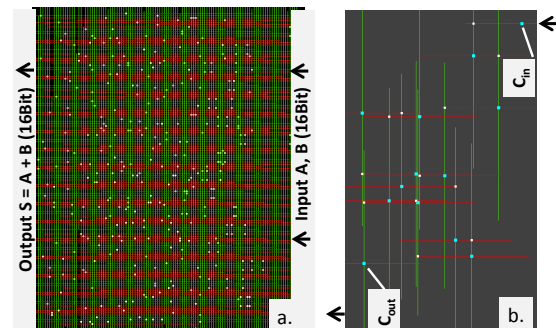 Output S = A + B (16Bit)
Input A, B (16Bit)
a.
C_in
C_out
b.